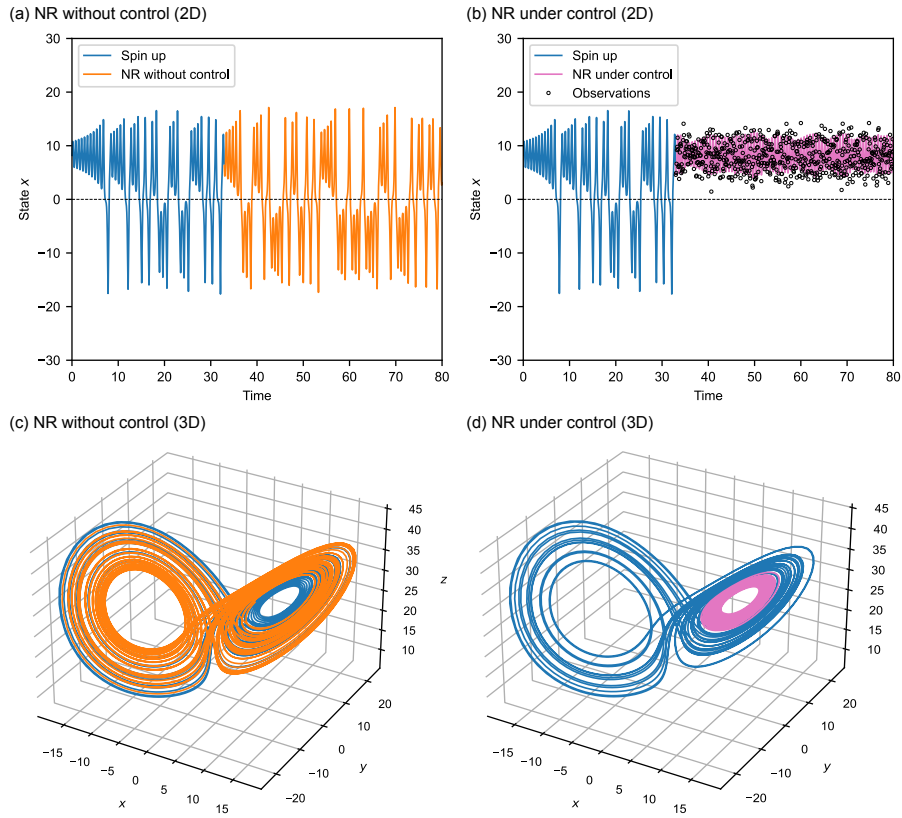 (a) NR without control (2D)
30
20
10
0
−10
−20
−30
State x
Spin up
NR without control
0 10 20 30 40 50 60 70 80
Time
(b) NR under control (2D)
30
20
10
0
−10
−20
−30
State x
Spin up
NR under control
Observations
0 10 20 30 40 50 60 70 80
Time
(c) NR without control (3D)
45
40
35
30
25
20
15
10
z
20
10
0
−10
−20
y
−15 −10 −5 0 5 10 15
x
(d) NR under control (3D)
45
40
35
30
25
20
15
10
z
20
10
0
−10
−20
y
−15 −10 −5 0 5 10 15
x